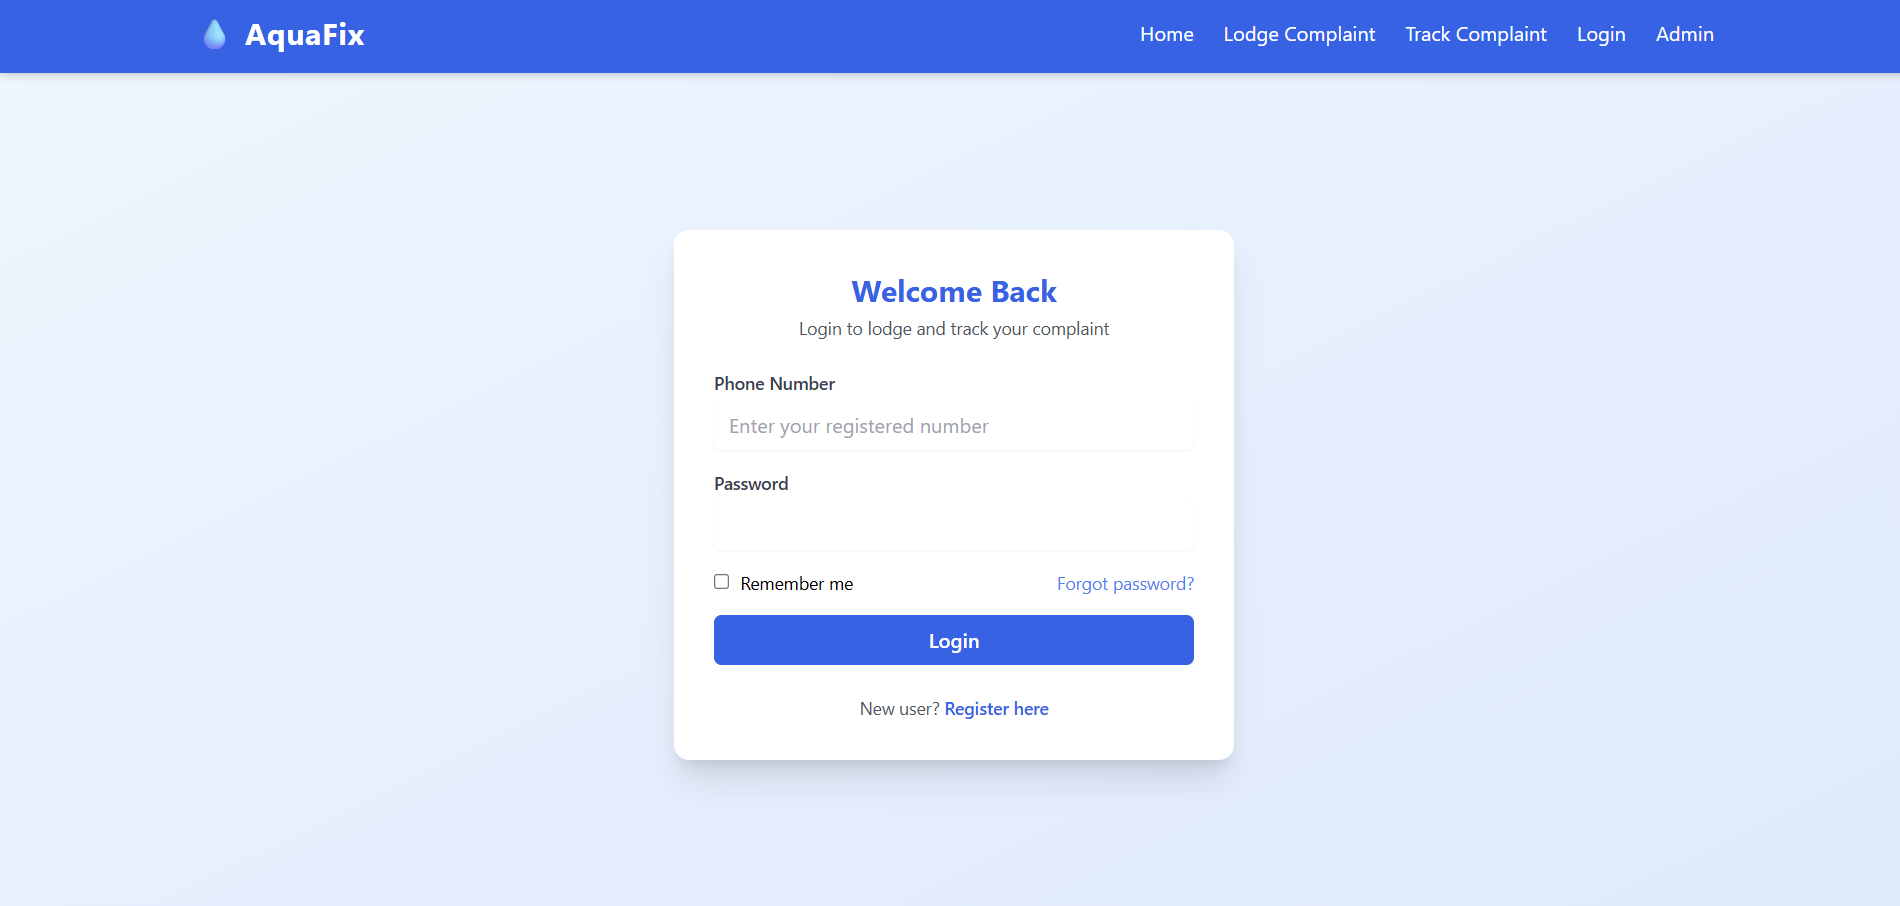 AquaFix
Home Lodge Complaint Track Complaint Login Admin
Welcome Back
Login to lodge and track your complaint
Phone Number
Enter your registered number
Password
Remember me Forgot password?
Login
New user? Register here